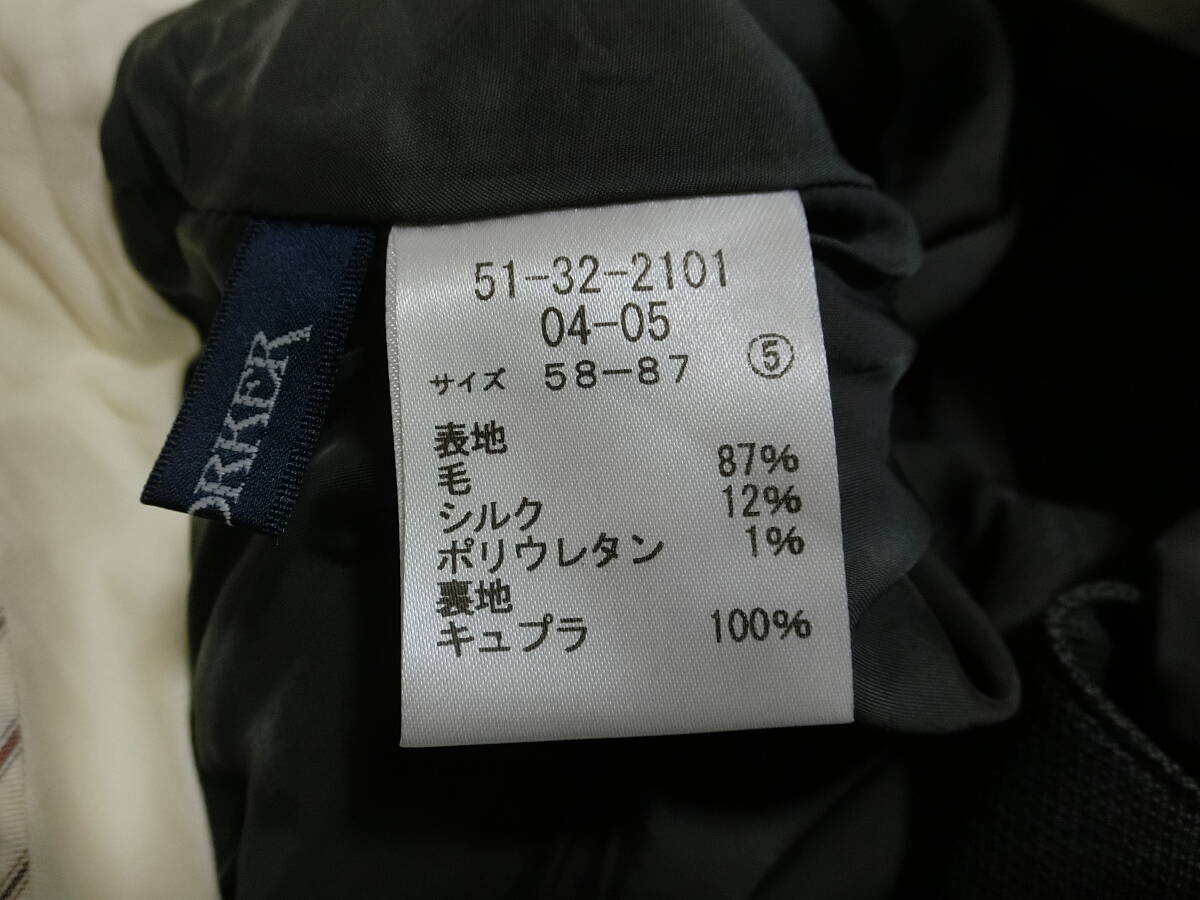 ORKER
51-32-2101
04-05
サイズ 58-87 ⑤
表地
毛 87%
シルク 12%
ポリウレタン 1%
裏地
キュプラ 100%